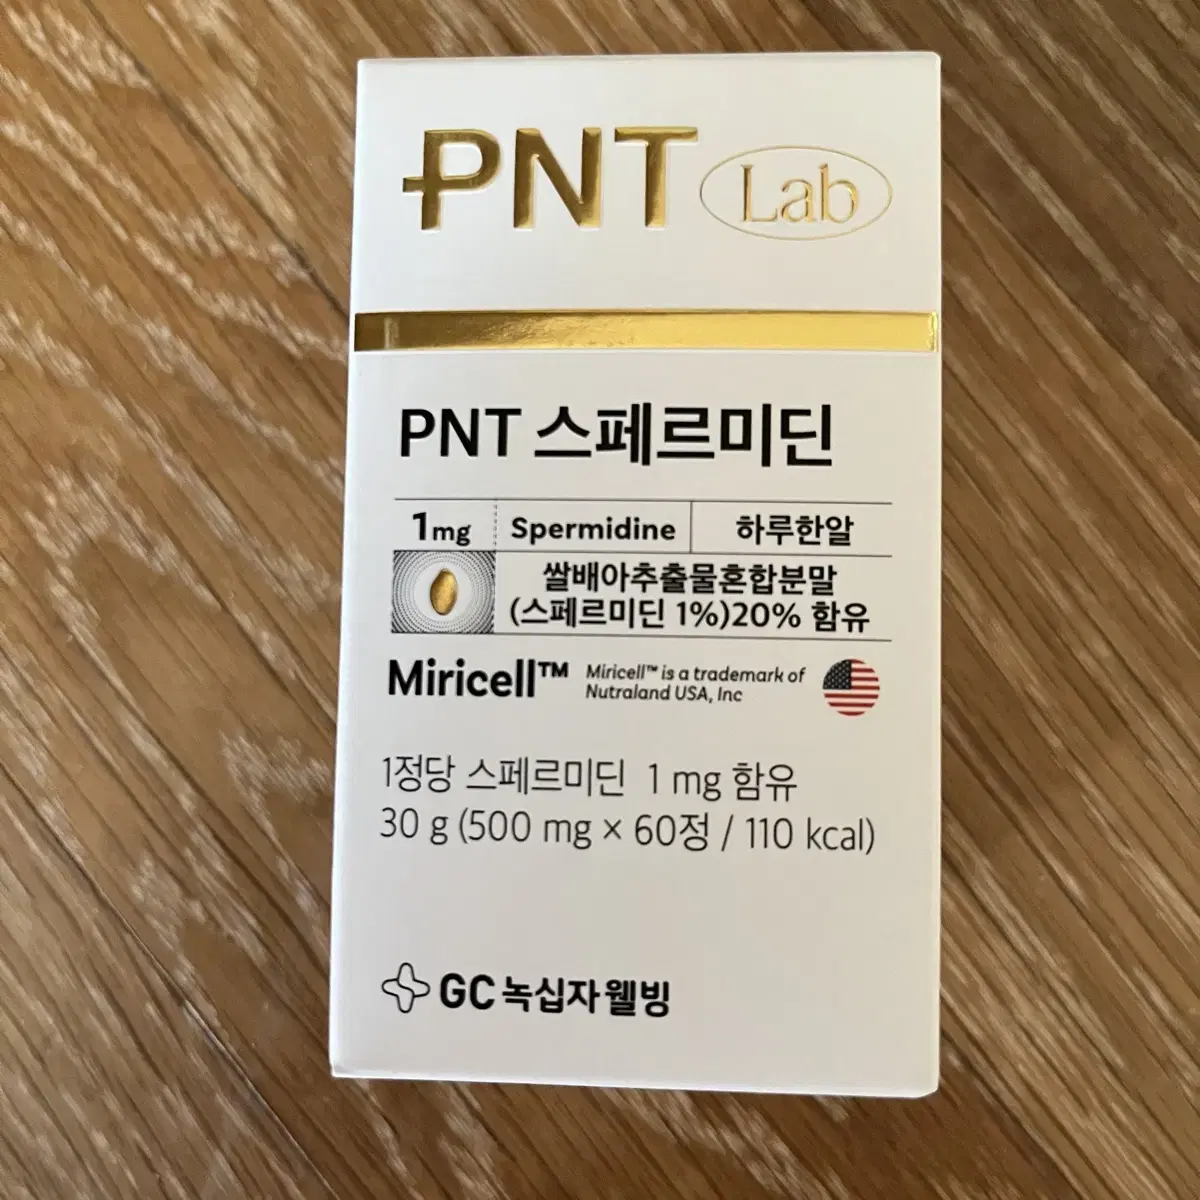 PNT Lab
PNT 스페르미딘
1mg Spermidine 하루한알
쌀배아추출물혼합분말
(스페르미딘 1%)20% 함유
Miricell™ Miricell™ is a trademark of
Nutraland USA, Inc
1정당 스페르미딘 1 mg 함유
30 g (500 mg × 60정 / 110 kcal)
GC 녹십자웰빙